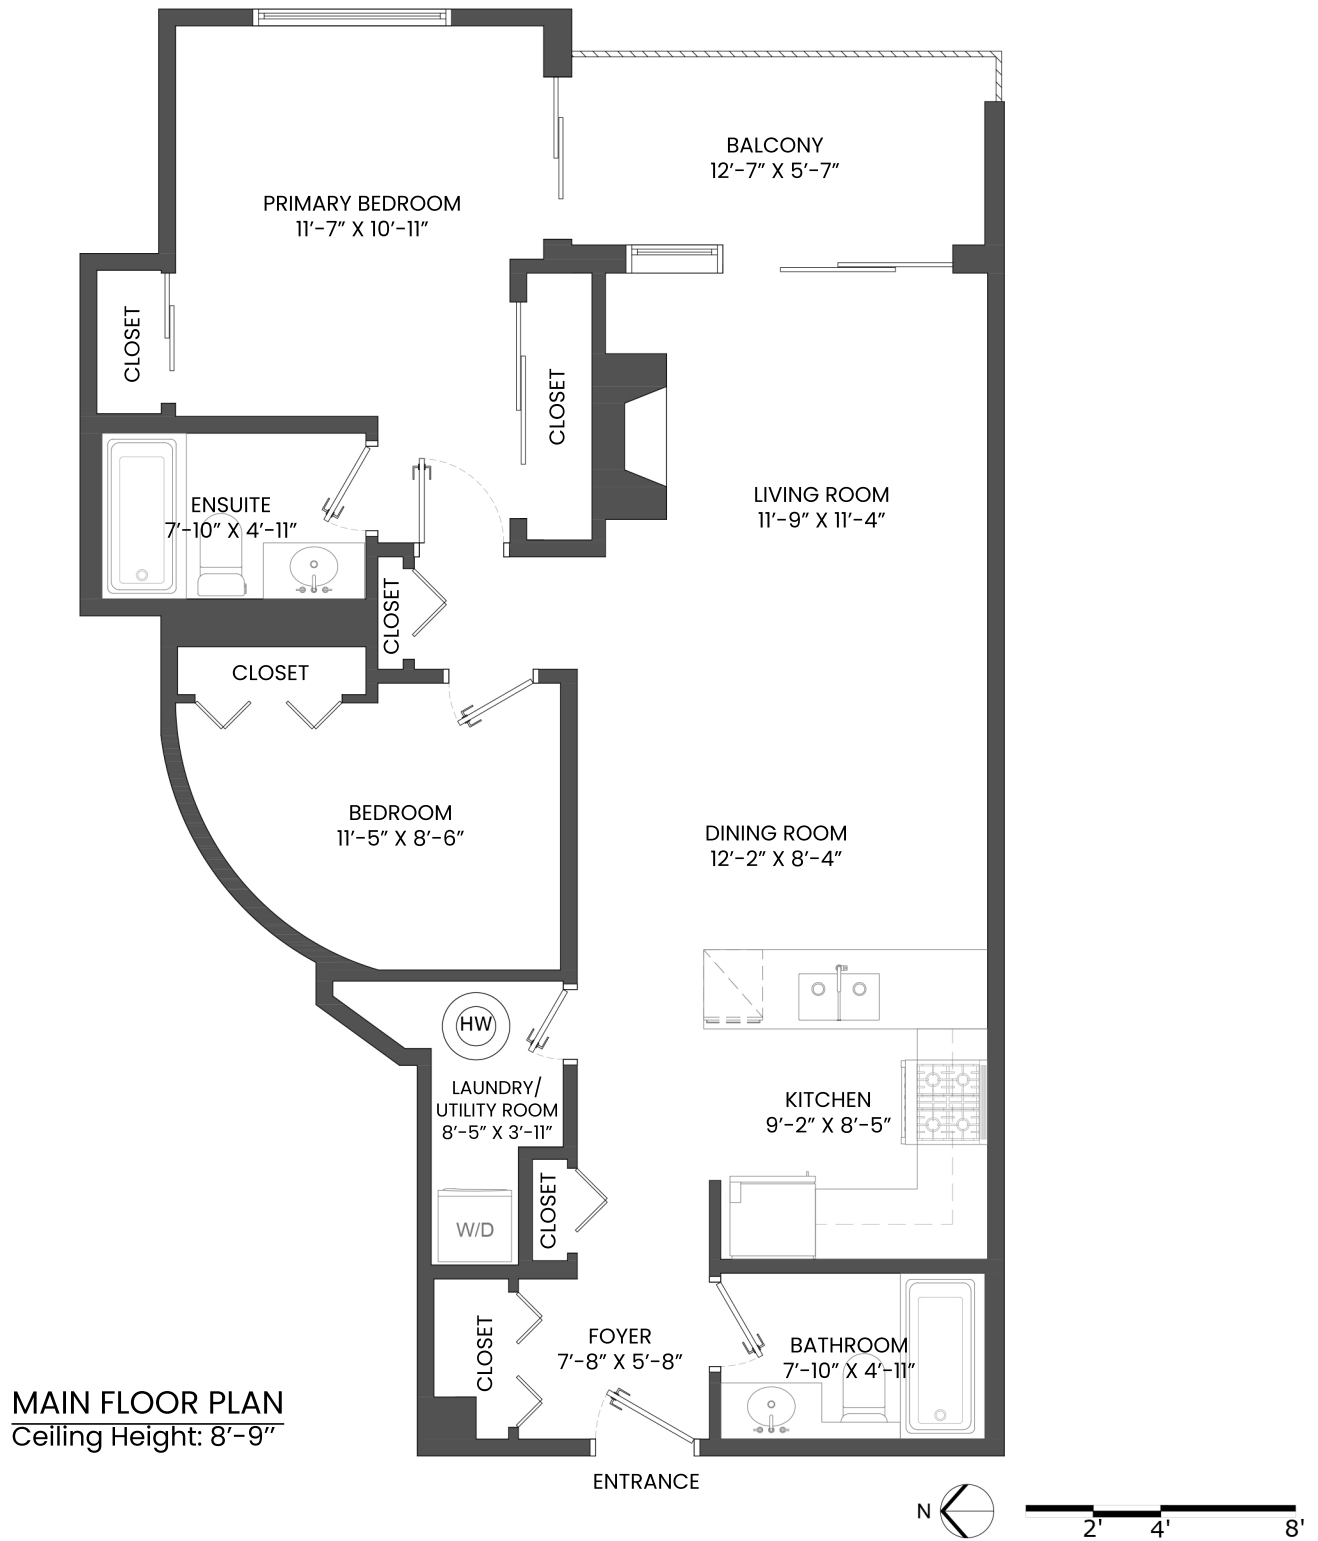 BALCONY
12’-7” X 5’-7”
PRIMARY BEDROOM
11’-7” X 10’-11”
CLOSET
CLOSET
LIVING ROOM
11’-9” X 11’-4”
ENSUITE
7’-10” X 4’-11”
CLOSET
CLOSET
BEDROOM
11’-5” X 8’-6”
DINING ROOM
12’-2” X 8’-4”
HW
LAUNDRY/
UTILITY ROOM
8’-5” X 3’-11”
KITCHEN
9’-2” X 8’-5”
CLOSET
W/D
CLOSET
FOYER
7’-8” X 5’-8”
BATHROOM
7’-10” X 4’-11”
MAIN FLOOR PLAN
Ceiling Height: 8’-9’’
ENTRANCE
N
2' 4' 8'